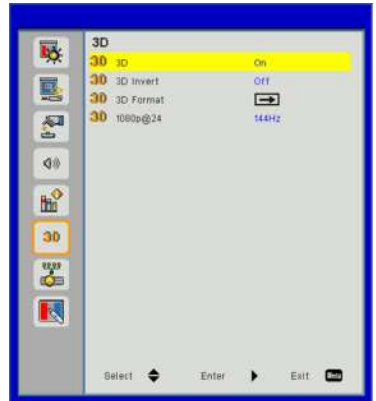 3D
3D 3D On
3D 3D Invert Off
3D 3D Format
3D 1080p@24 144Hz
3D
Select Enter Exit Menu